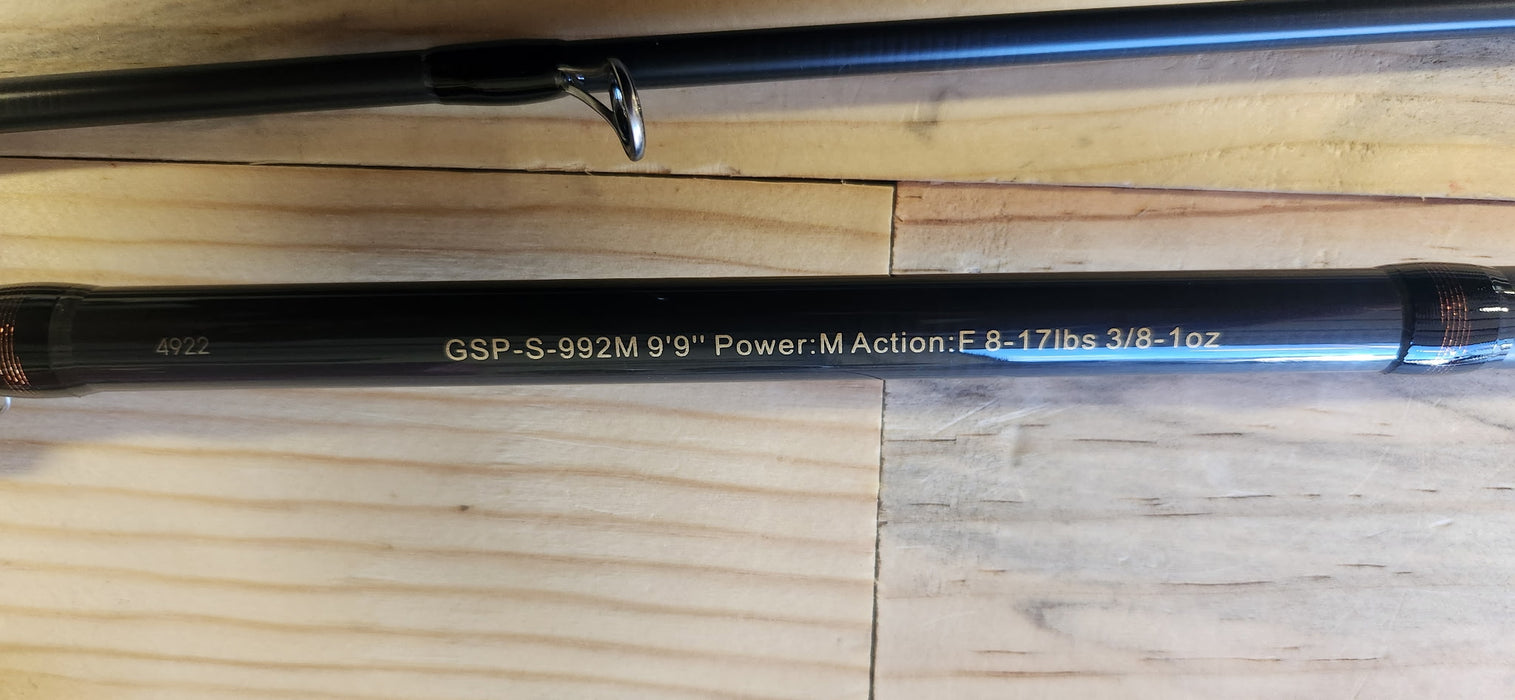 4922 GSP-S-992M 9'9'' Power:M Action:F 8-17lbs 3/8-1oz